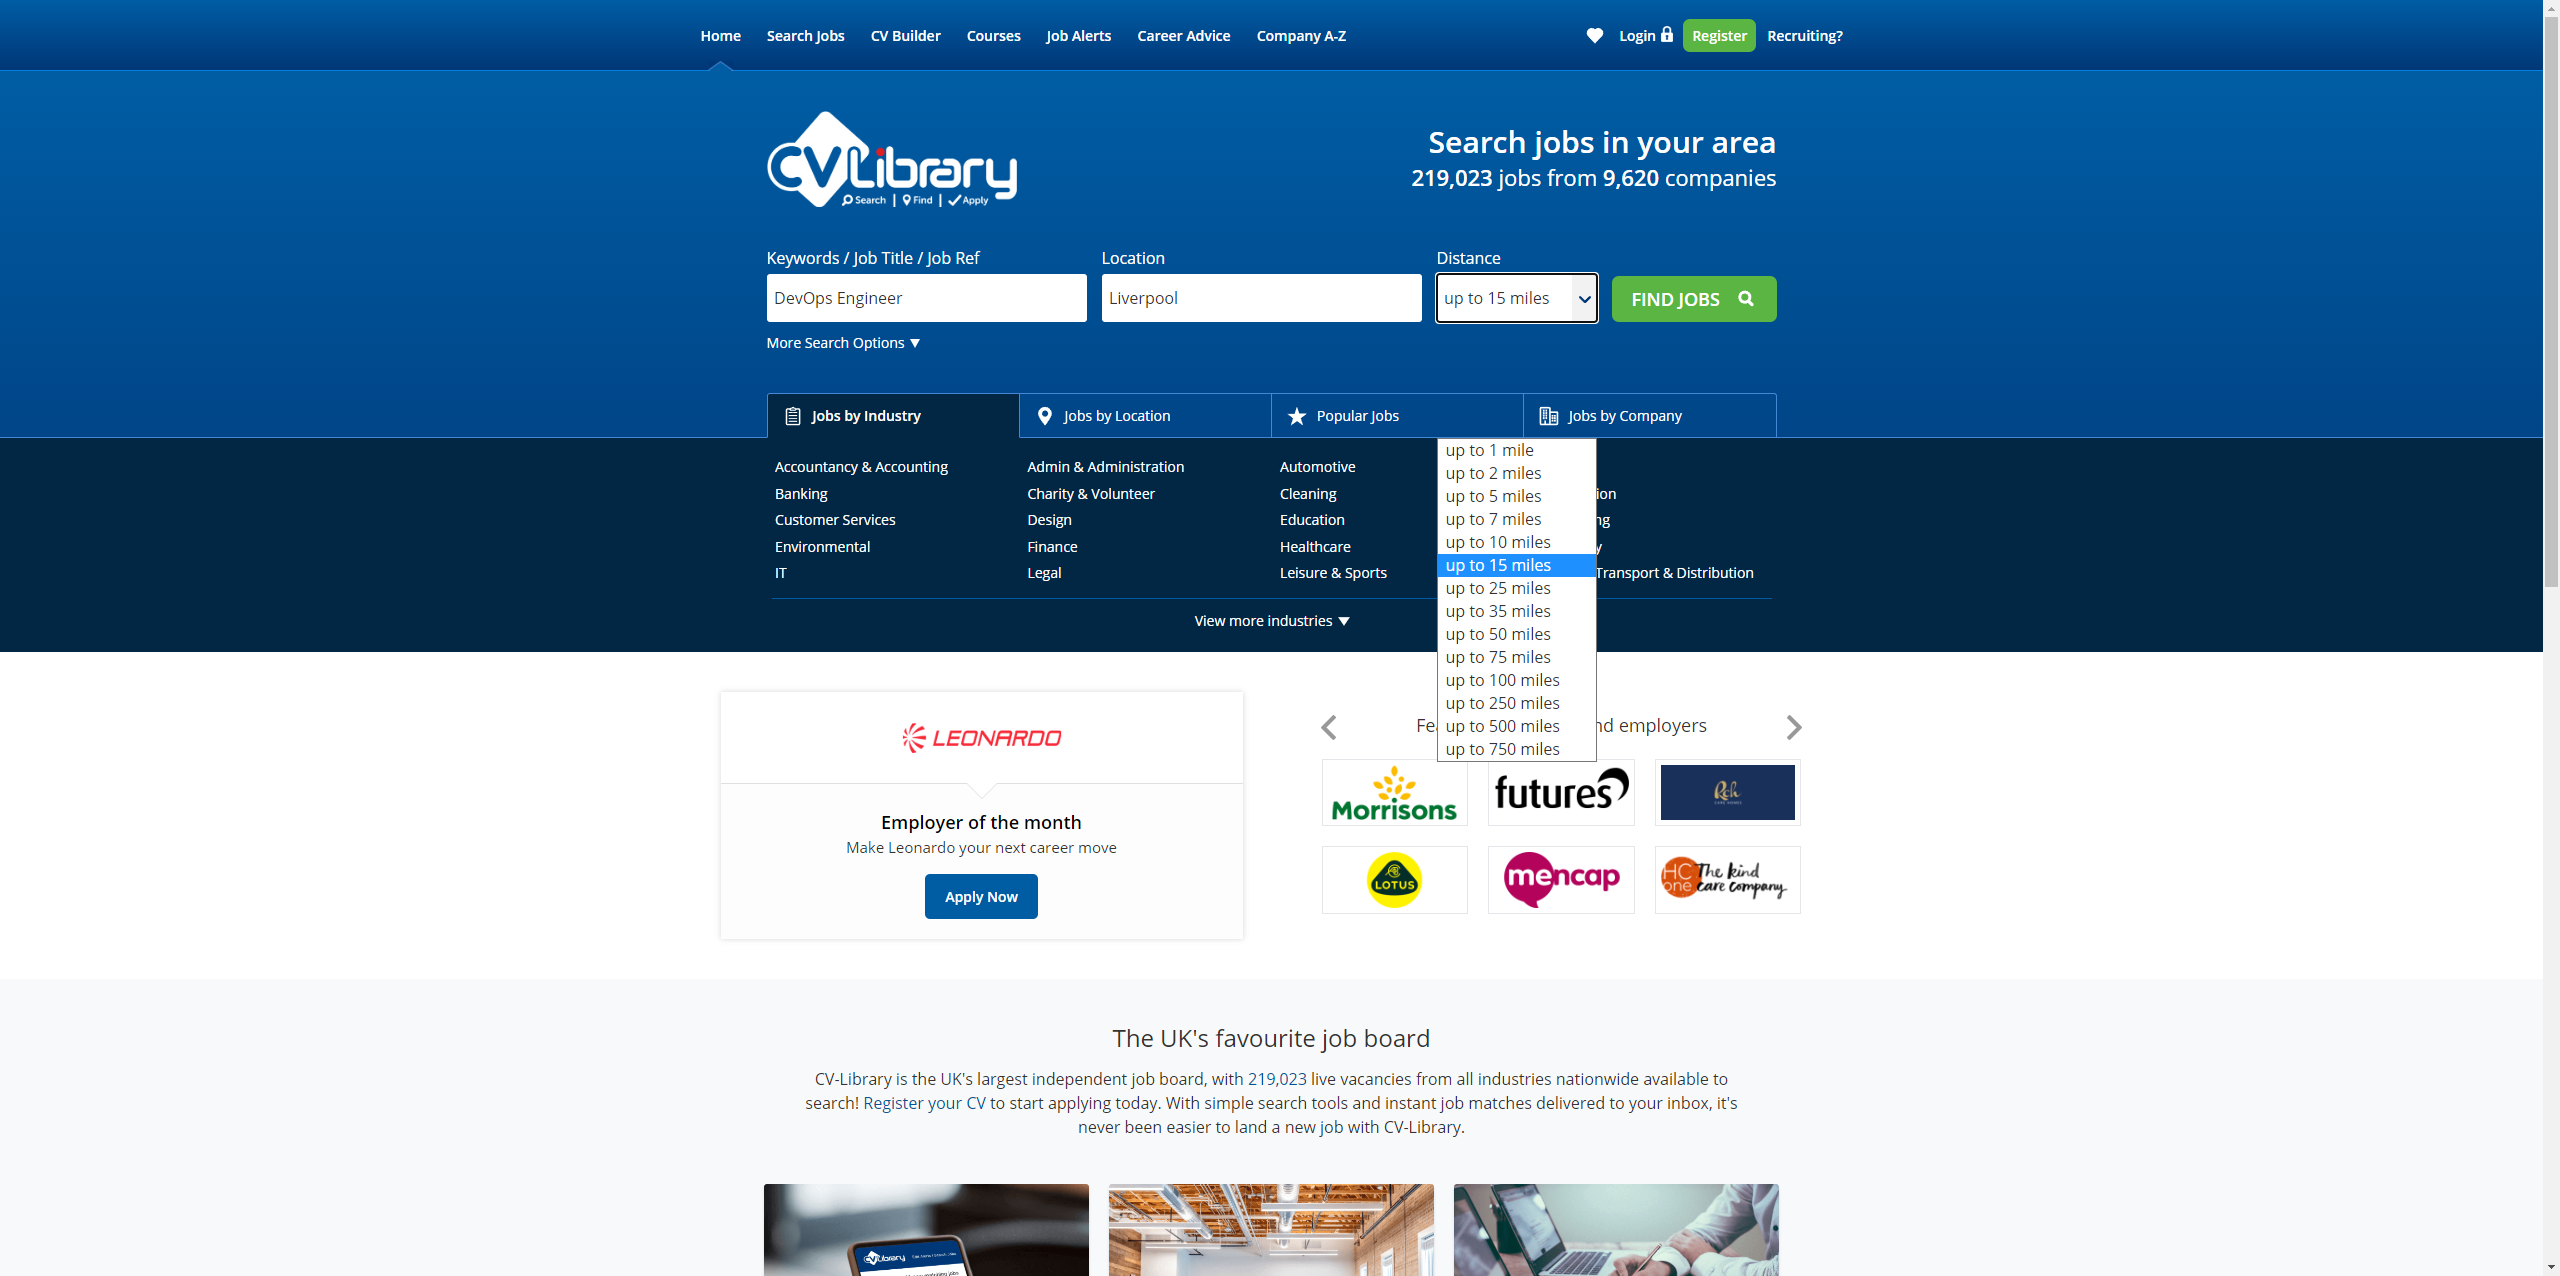 Home Search Jobs CV Builder Courses Job Alerts Career Advice Company A-Z Login Register Recruiting?
CVLibrary
Search | Find | Apply
Search jobs in your area
219,023 jobs from 9,620 companies
Keywords / Job Title / Job Ref Location Distance
DevOps Engineer Liverpool up to 15 miles FIND JOBS
More Search Options
Jobs by Industry Jobs by Location Popular Jobs Jobs by Company
Accountancy & Accounting Admin & Administration Automotive
Banking Charity & Volunteer Cleaning
Customer Services Design Education
Environmental Finance Healthcare
IT Legal Leisure & Sports Transport & Distribution
View more industries
up to 1 mile
up to 2 miles
up to 5 miles
up to 7 miles
up to 10 miles
up to 15 miles
up to 25 miles
up to 35 miles
up to 50 miles
up to 75 miles
up to 100 miles
up to 250 miles
up to 500 miles
up to 750 miles
LEONARDO
Employer of the month
Make Leonardo your next career move
Apply Now
employers
Morrisons futures Rch
CARE HOMES
LOTUS mencap HC one The kind care company
The UK's favourite job board
CV-Library is the UK's largest independent job board, with 219,023 live vacancies from all industries nationwide available to
search! Register your CV to start applying today. With simple search tools and instant job matches delivered to your inbox, it's
never been easier to land a new job with CV-Library.
CVLibrary